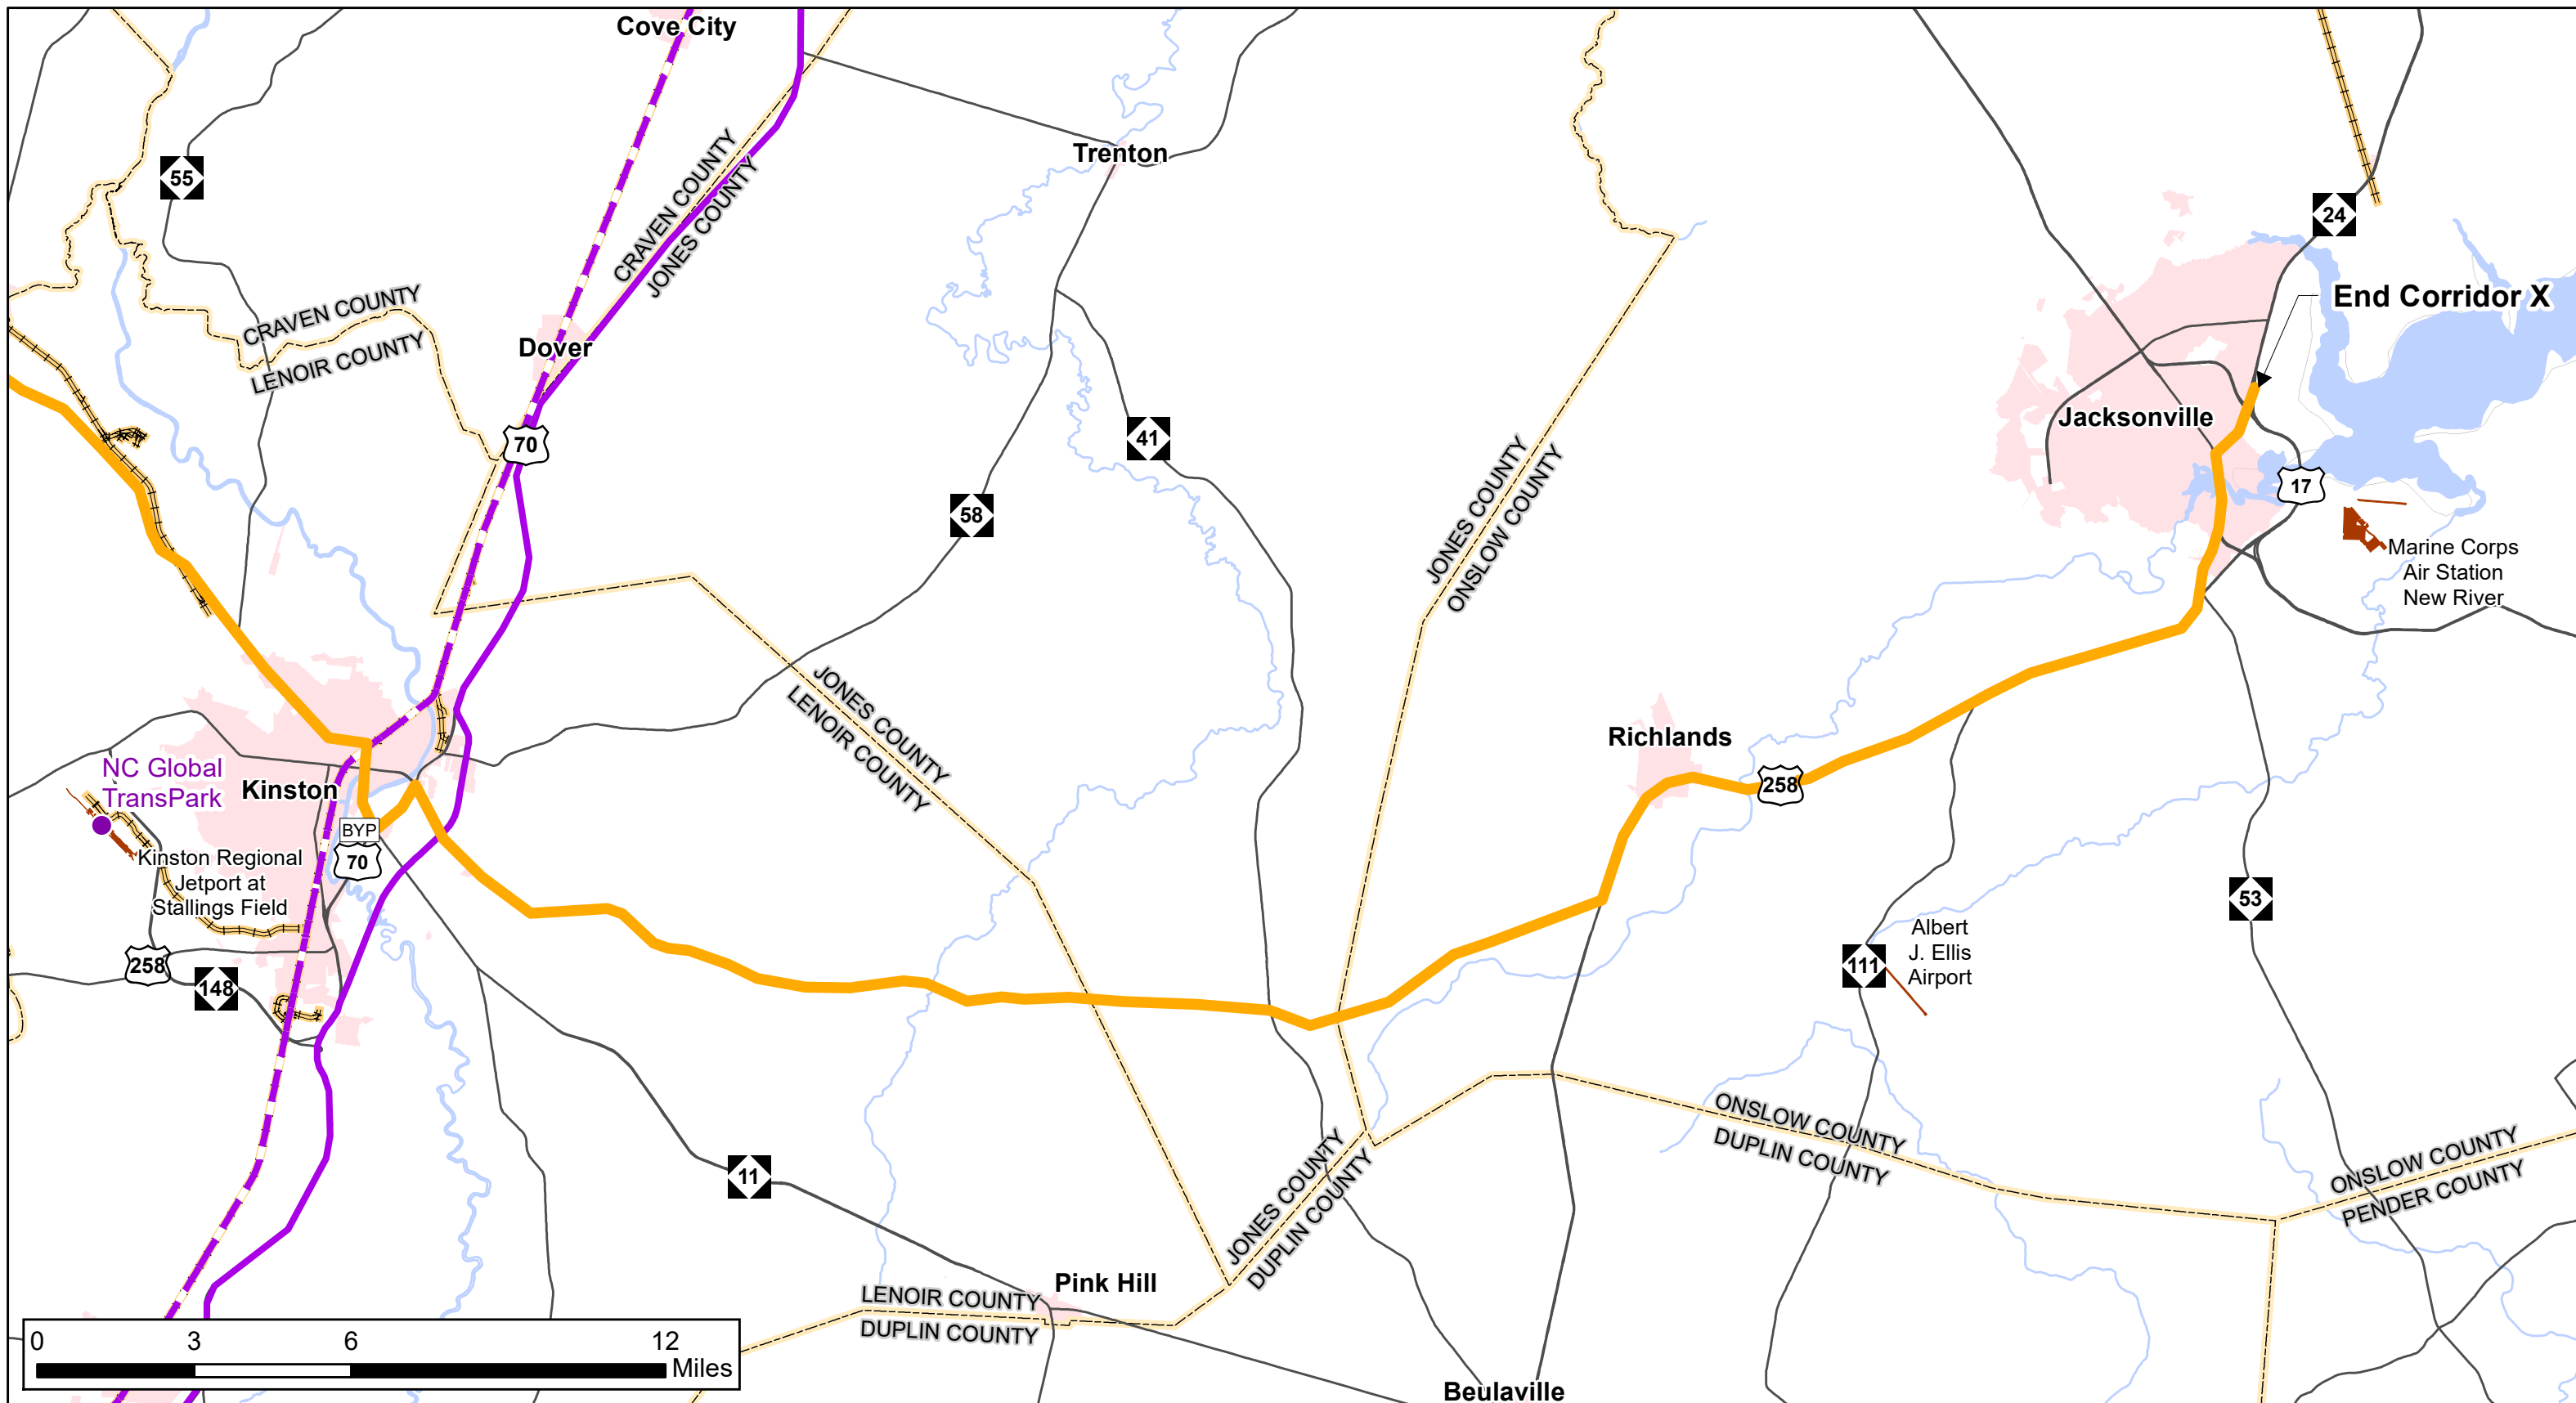 Cove City
Trenton
55
24
CRAVEN COUNTY
JONES COUNTY
End Corridor X
CRAVEN COUNTY
LENOIR COUNTY
Dover
Jacksonville
70
41
17
58
JONES COUNTY
ONSLOW COUNTY
Marine Corps
Air Station
New River
JONES COUNTY
LENOIR COUNTY
Richlands
NC Global
TransPark
Kinston
258
BYP
70
Kinston Regional
Jetport at
Stallings Field
53
Albert
J. Ellis
Airport
111
258
148
ONSLOW COUNTY
DUPLIN COUNTY
11
JONES COUNTY
DUPLIN COUNTY
ONSLOW COUNTY
PENDER COUNTY
Pink Hill
LENOIR COUNTY
DUPLIN COUNTY
0 3 6 12
Miles
Beulaville